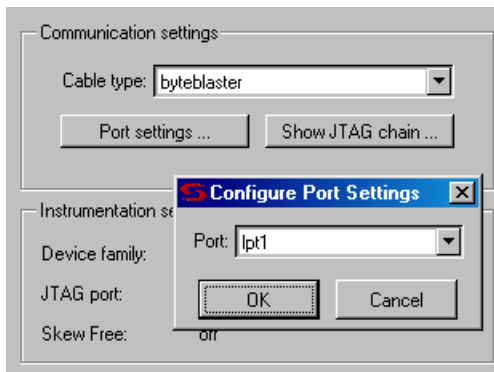 Communication settings
Cable type: byteblaster
Port settings ... Show JTAG chain ...
Configure Port Settings
Instrumentation se
Port: lpt1
Device family:
JTAG port:
OK Cancel
Skew Free: off